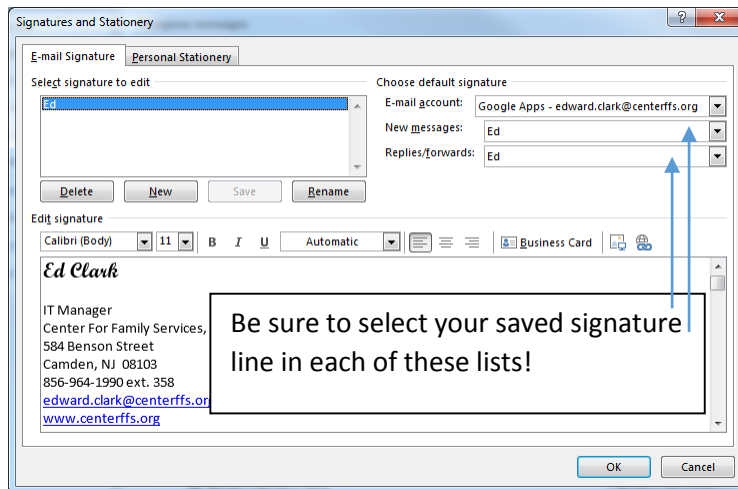 Signatures and Stationery
E-mail Signature Personal Stationery
Select signature to edit
Choose default signature
Ed
E-mail account: Google Apps - edward.clark@centerffs.org
New messages: Ed
Replies/forwards: Ed
Delete New Save Rename
Edit signature
Calibri (Body) 11 B I U Automatic Business Card
Ed Clark
IT Manager
Center For Family Services,
584 Benson Street
Camden, NJ 08103
856-964-1990 ext. 358
edward.clark@centerffs.or
www.centerffs.org
Be sure to select your saved signature
line in each of these lists!
OK Cancel